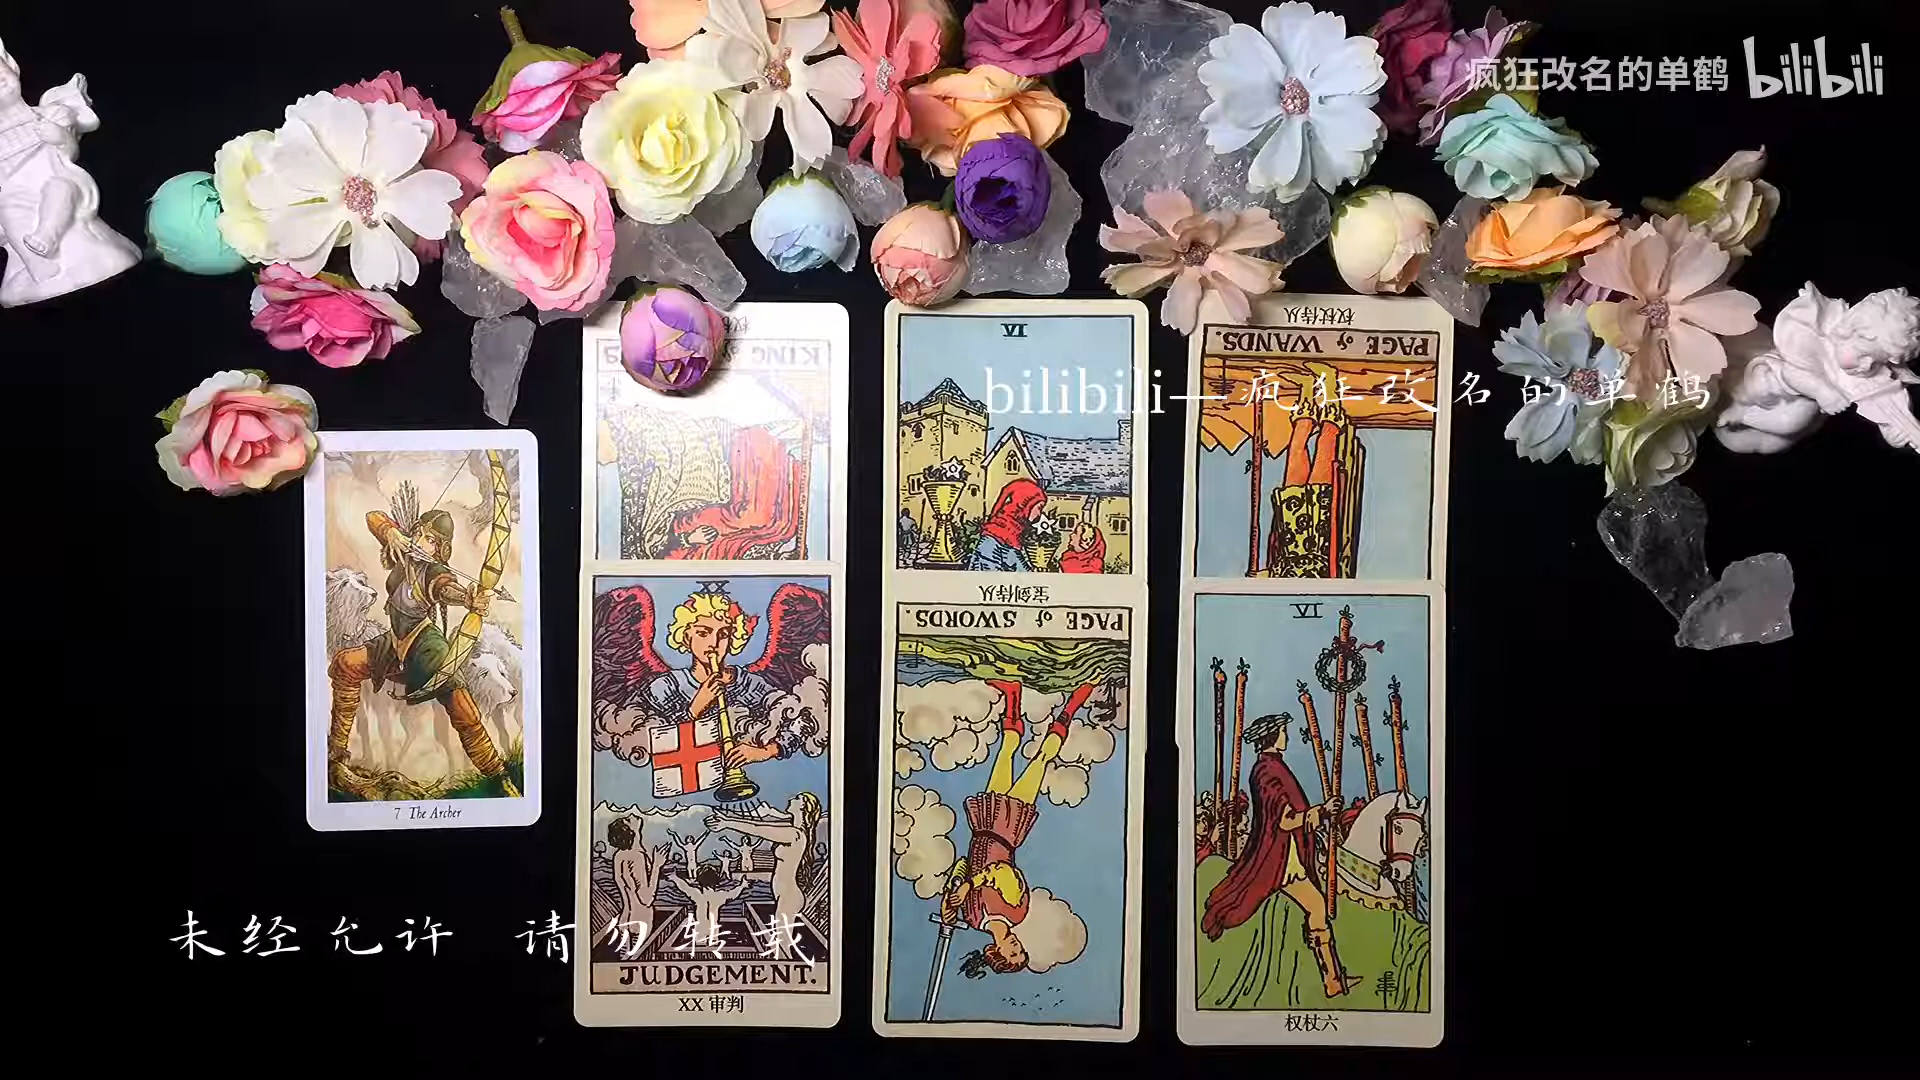 疯狂改名的单鹤 bilibili
权杖侍从
PAGE of WANDS.
KING of
VI
bilibili—疯狂改名的单鹤
宝剑侍从
PAGE of SWORDS.
XX
VI
7 The Archer
未经允许 请勿转载
JUDGEMENT.
XX 审判
权杖六